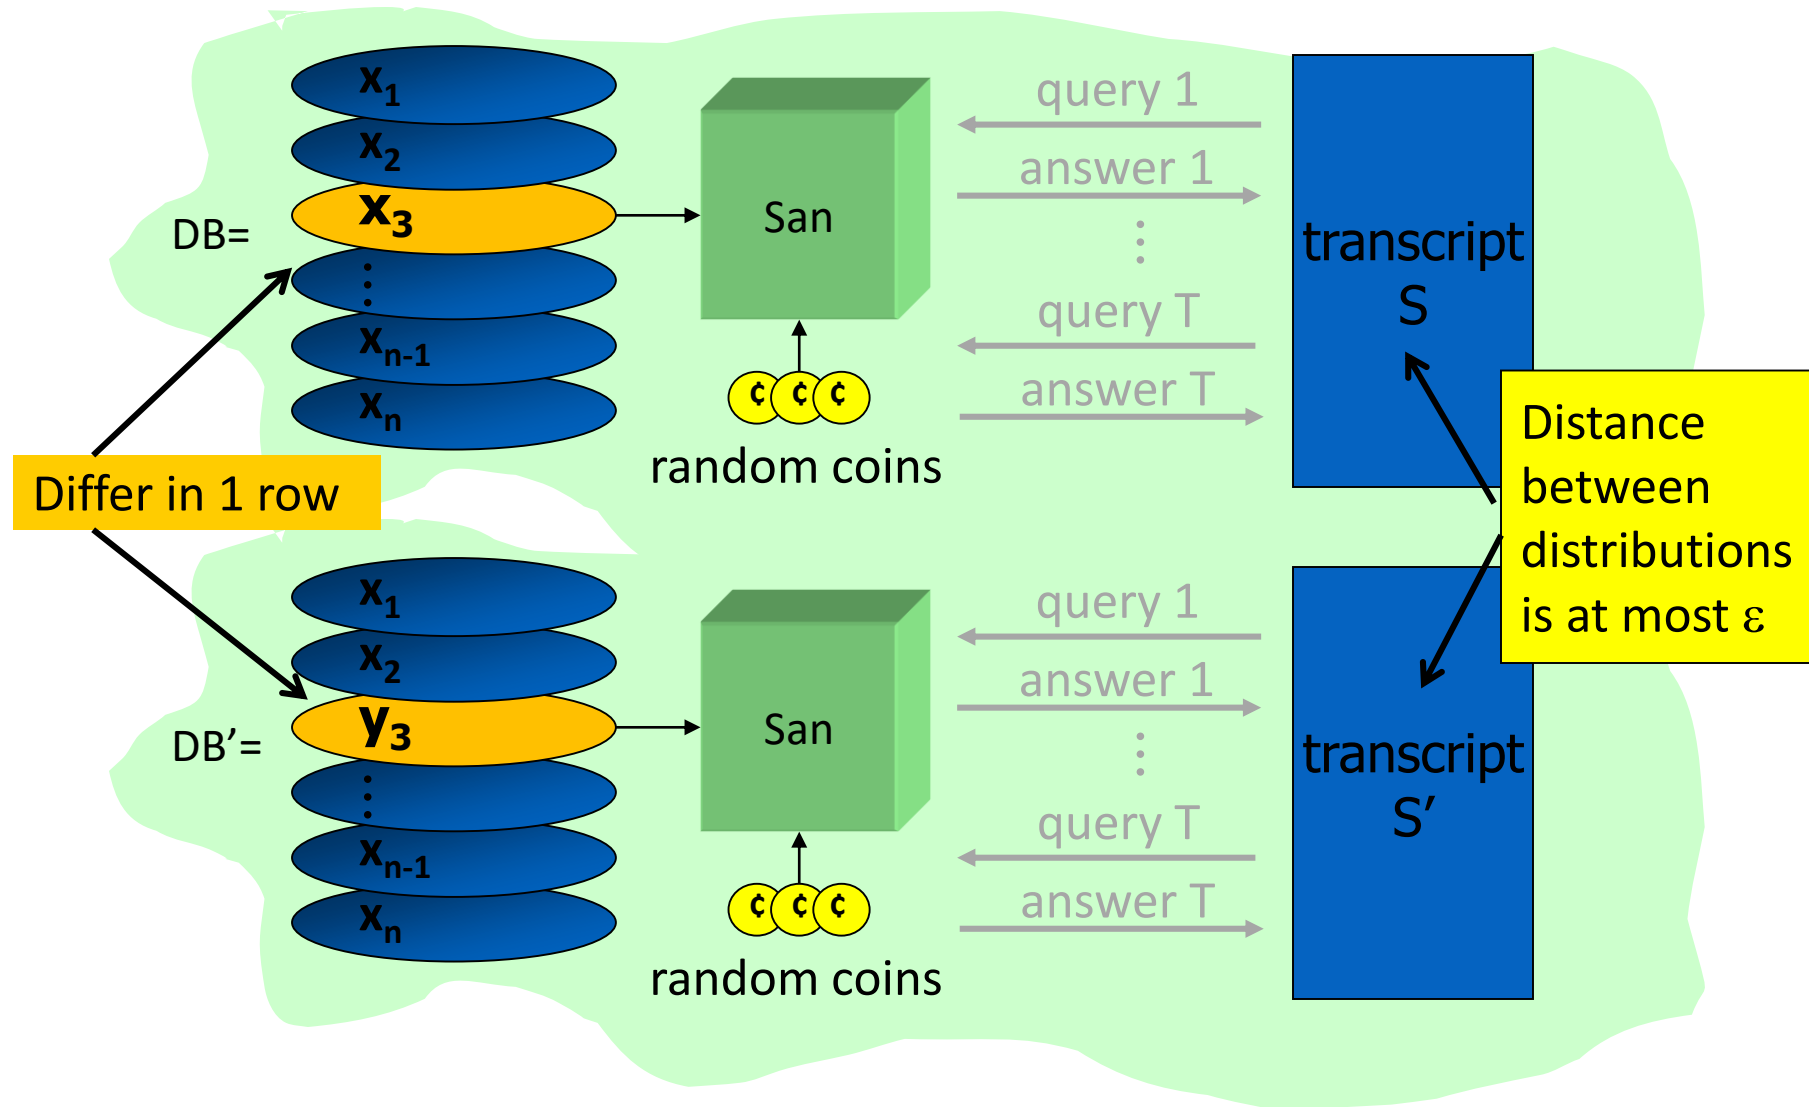 DB=
x1
x2
x3
⋮
xn-1
xn
San
¢ ¢ ¢
random coins
query 1
answer 1
⋮
query T
answer T
transcript
S
Differ in 1 row
Distance
between
distributions
is at most ε
DB’=
x1
x2
y3
⋮
xn-1
xn
San
¢ ¢ ¢
random coins
query 1
answer 1
⋮
query T
answer T
transcript
S′